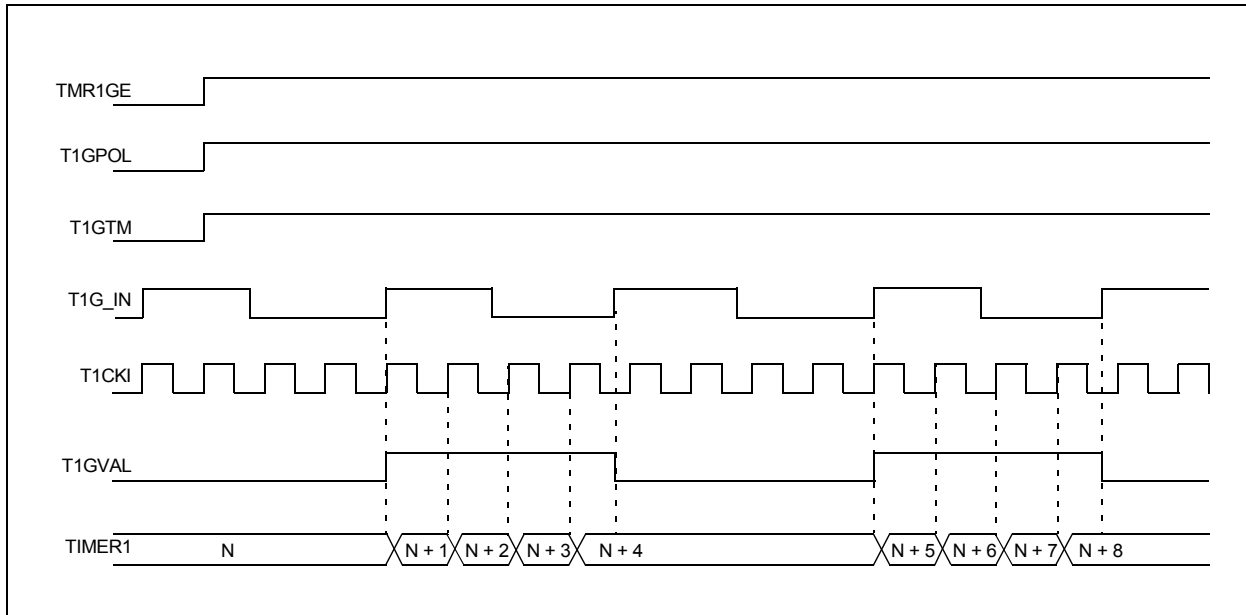 TMR1GE
T1GPOL
T1GTM
T1G_IN
T1CKI
T1GVAL
TIMER1 N N + 1 N + 2 N + 3 N + 4 N + 5 N + 6 N + 7 N + 8